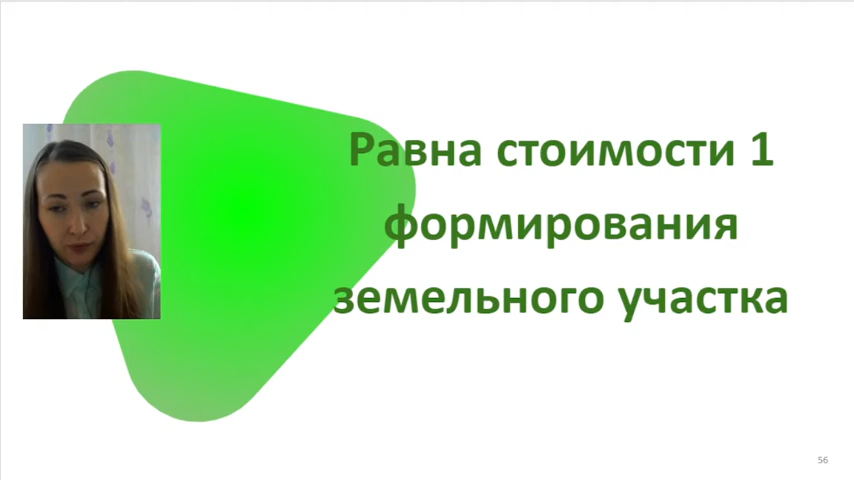 Равна стоимости 1
формирования
земельного участка
56